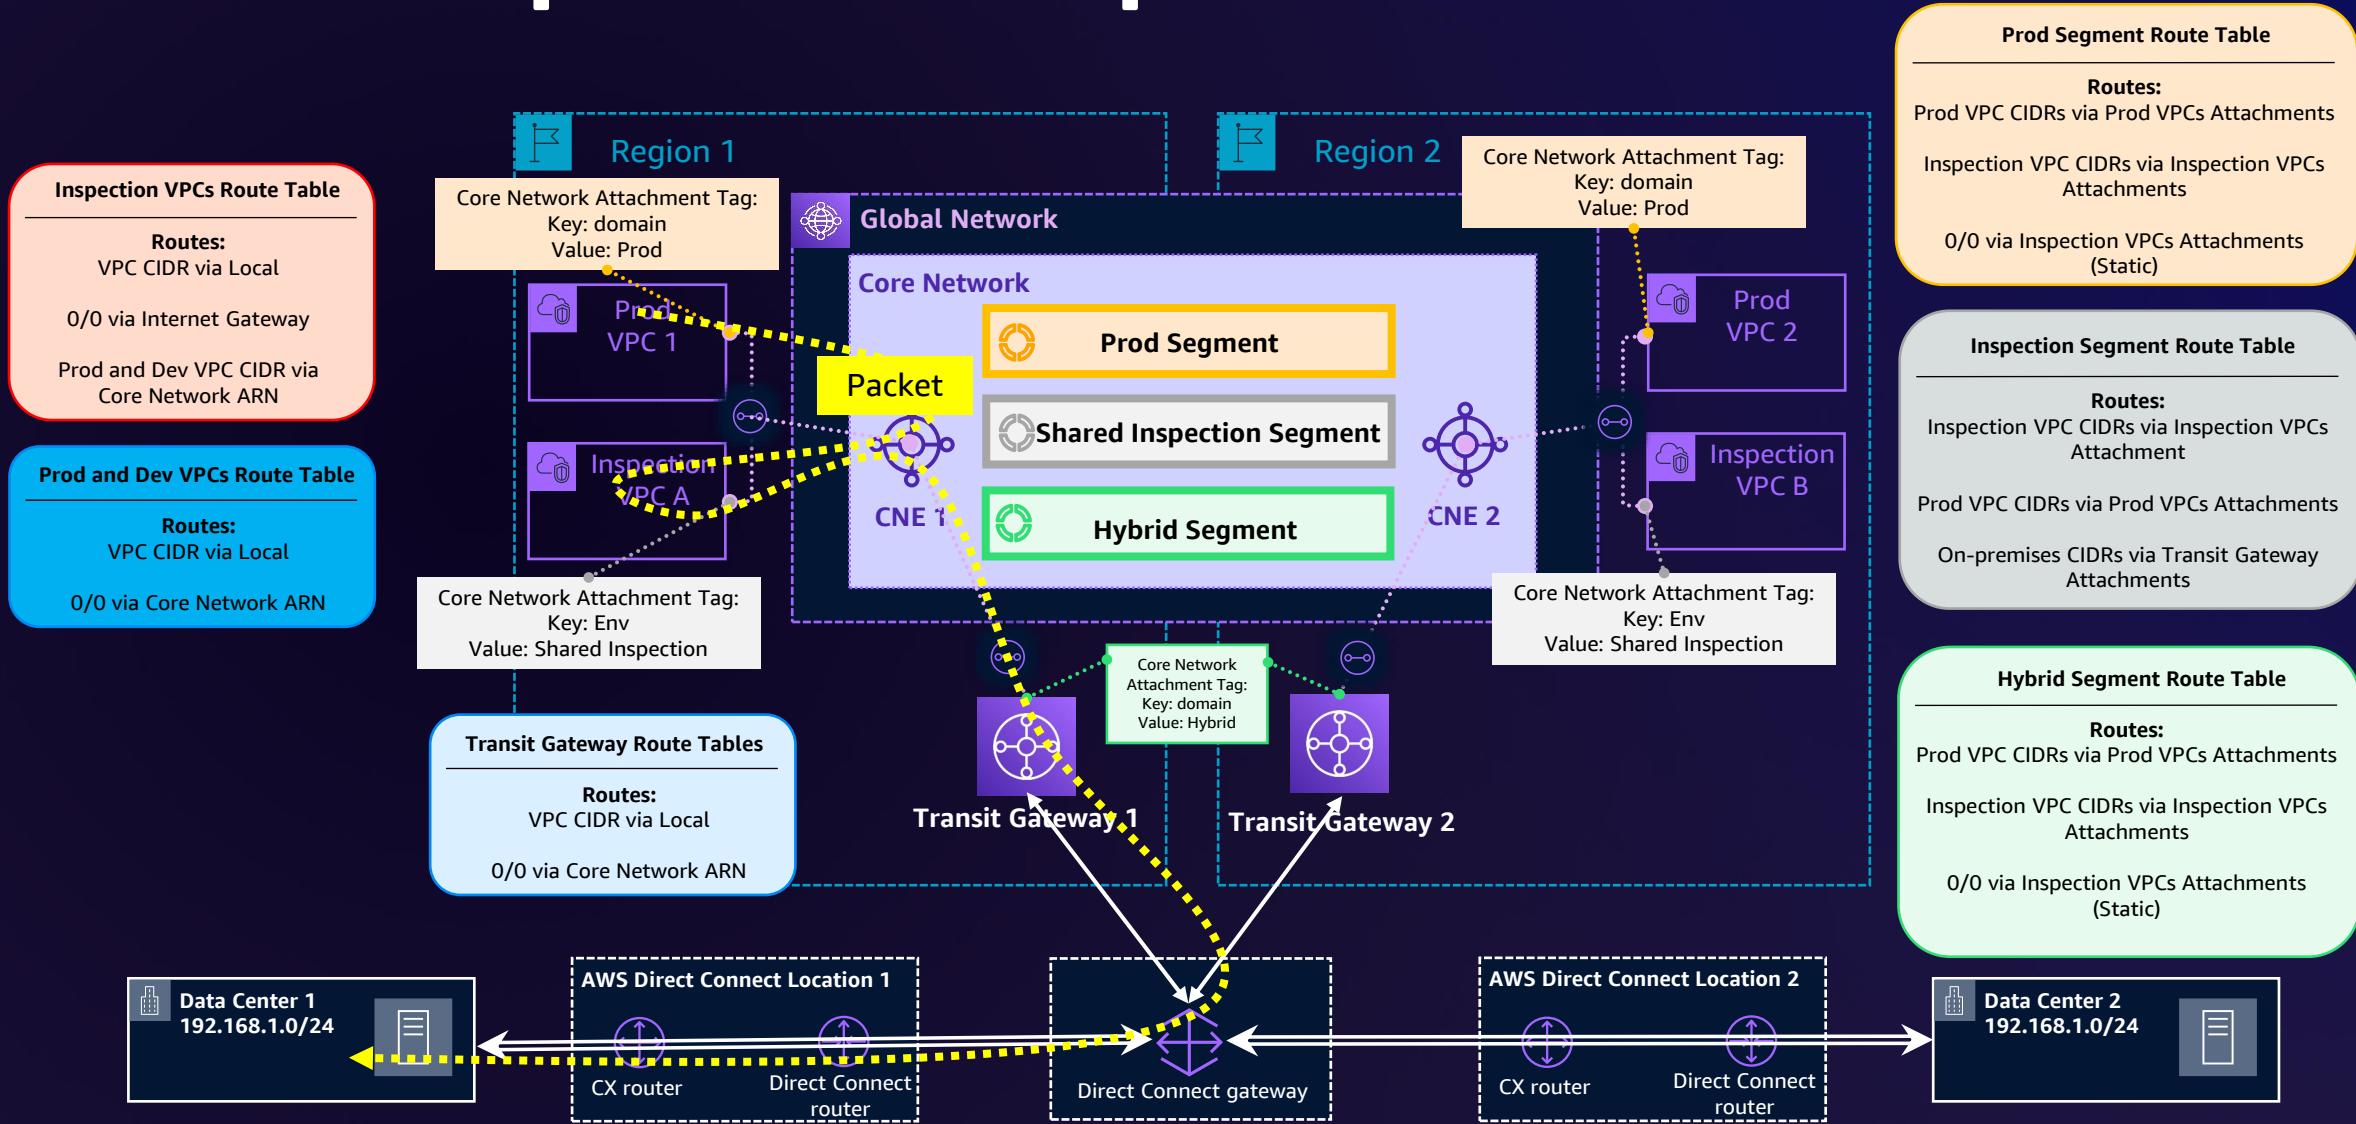 Inspection VPCs Route Table
Routes:
VPC CIDR via Local
0/0 via Internet Gateway
Prod and Dev VPC CIDR via
Core Network ARN
Prod and Dev VPCs Route Table
Routes:
VPC CIDR via Local
0/0 via Core Network ARN
Region 1
Core Network Attachment Tag:
Key: domain
Value: Prod
Prod
VPC 1
Inspection
VPC A
Core Network Attachment Tag:
Key: Env
Value: Shared Inspection
Transit Gateway Route Tables
Routes:
VPC CIDR via Local
0/0 via Core Network ARN
Global Network
Core Network
Packet
Prod Segment
Shared Inspection Segment
Hybrid Segment
CNE 1
CNE 2
Region 2
Core Network Attachment Tag:
Key: domain
Value: Prod
Prod
VPC 2
Inspection
VPC B
Core Network Attachment Tag:
Key: Env
Value: Shared Inspection
Core Network
Attachment Tag:
Key: domain
Value: Hybrid
Transit Gateway 1
Transit Gateway 2
Prod Segment Route Table
Routes:
Prod VPC CIDRs via Prod VPCs Attachments
Inspection VPC CIDRs via Inspection VPCs
Attachments
0/0 via Inspection VPCs Attachments
(Static)
Inspection Segment Route Table
Routes:
Inspection VPC CIDRs via Inspection VPCs
Attachment
Prod VPC CIDRs via Prod VPCs Attachments
On-premises CIDRs via Transit Gateway
Attachments
Hybrid Segment Route Table
Routes:
Prod VPC CIDRs via Prod VPCs Attachments
Inspection VPC CIDRs via Inspection VPCs
Attachments
0/0 via Inspection VPCs Attachments
(Static)
Data Center 1
192.168.1.0/24
AWS Direct Connect Location 1
CX router
Direct Connect
router
Direct Connect gateway
AWS Direct Connect Location 2
CX router
Direct Connect
router
Data Center 2
192.168.1.0/24